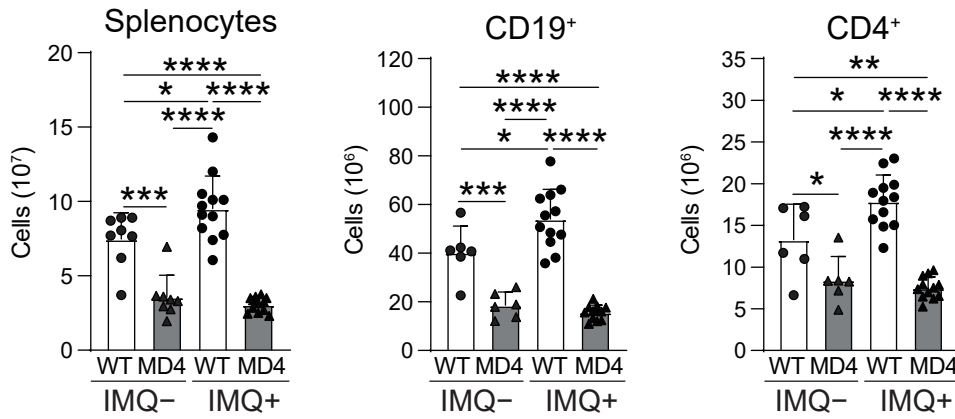 Splenocytes
Cells (10⁷)
20
15
10
5
0
****
*
****
****
***
WT MD4 WT MD4
IMQ− IMQ+
CD19⁺
Cells (10⁶)
120
100
80
60
40
20
0
****
****
*
****
***
WT MD4 WT MD4
IMQ− IMQ+
CD4⁺
Cells (10⁶)
35
30
25
20
15
10
5
0
**
*
****
****
*
WT MD4 WT MD4
IMQ− IMQ+